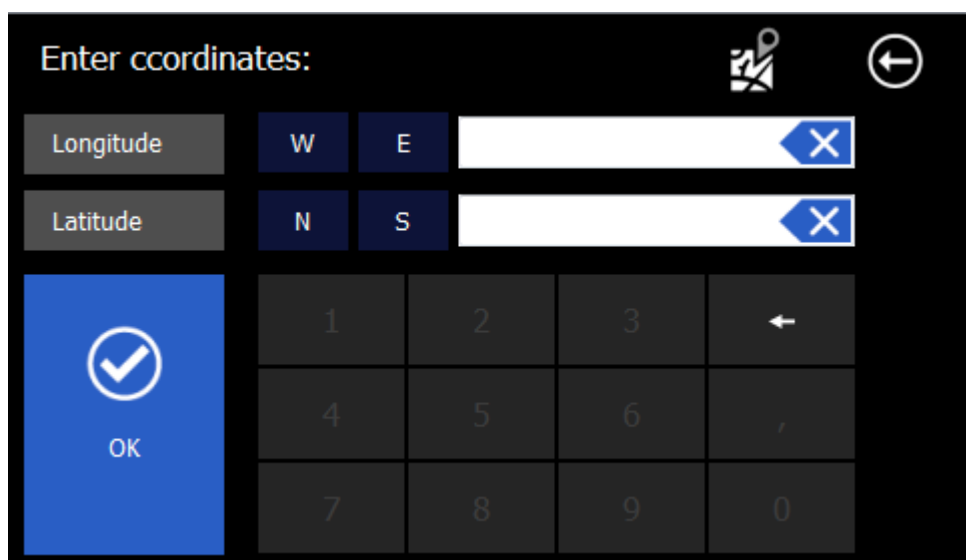 Enter ccordinates:
Longitude W E
Latitude N S
1 2 3
4 5 6 ,
OK
7 8 9 0